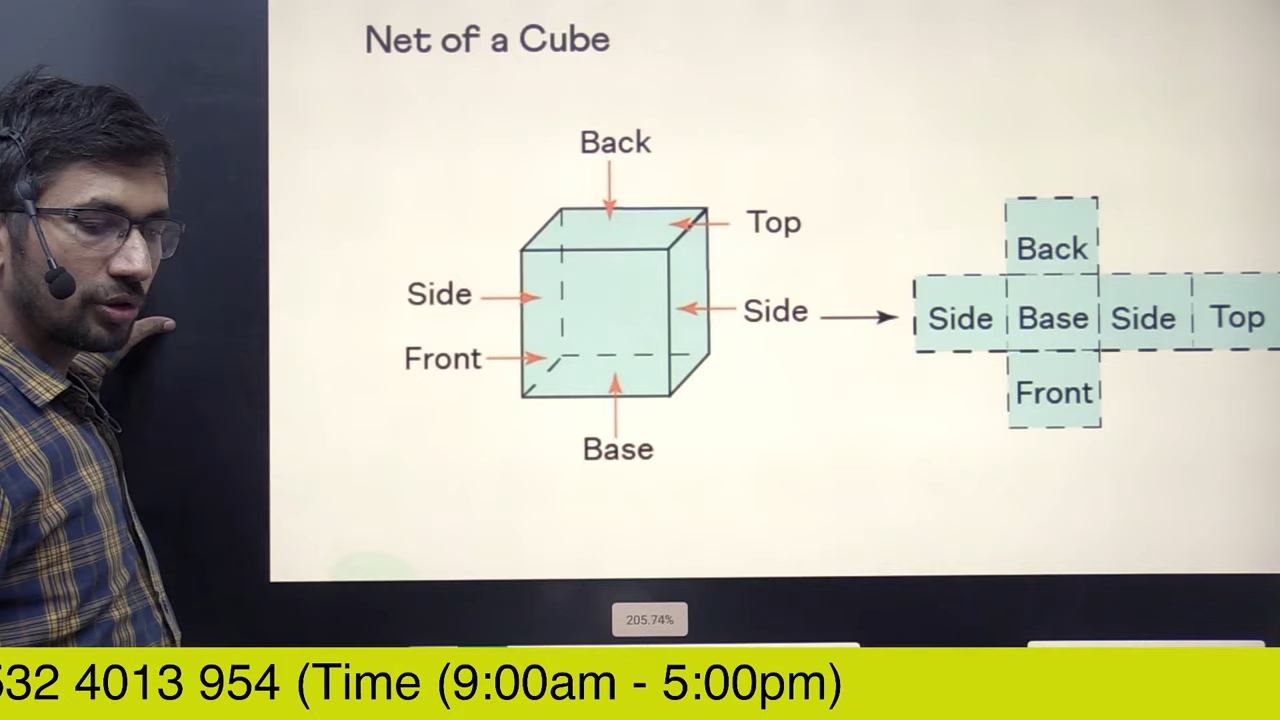 Net of a Cube
Back
Top
Side
Side
Front
Base
Back
Side Base Side Top
Front
205.74%
532 4013 954 (Time (9:00am - 5:00pm)